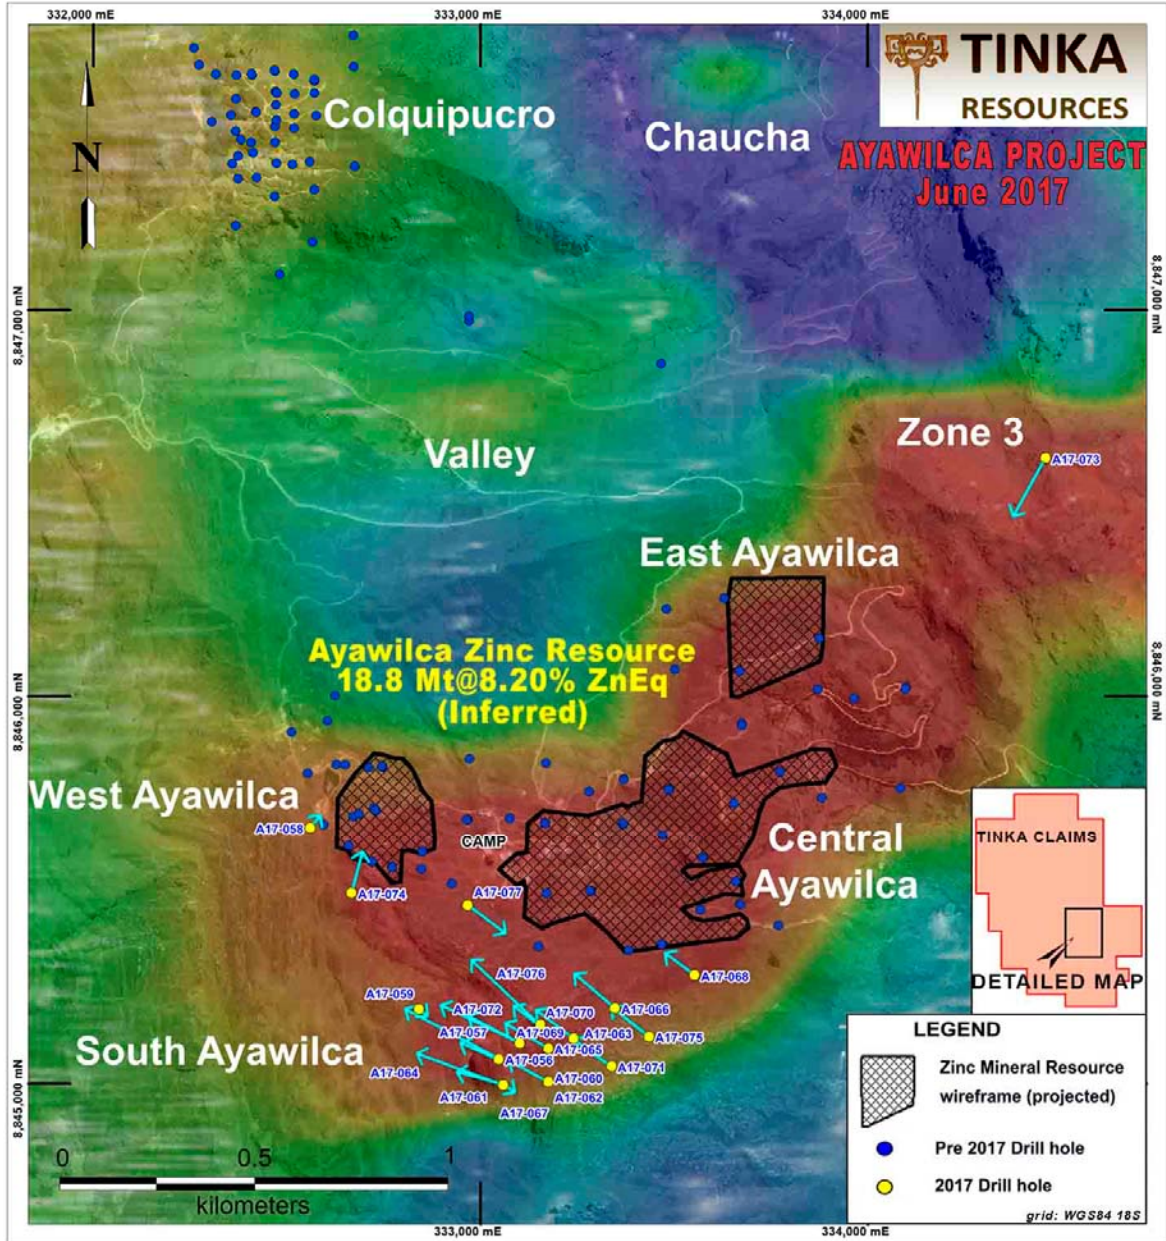 332,000 mE
333,000 mE
334,000 mE
TINKA
RESOURCES
AYAWILCA PROJECT
June 2017
Colquipucro
Chaucha
N
8,847,000 mN
8,847,000 mN
Zone 3
A17-073
Valley
East Ayawilca
Ayawilca Zinc Resource
18.8 Mt@8.20% ZnEq
(Inferred)
8,846,000 mN
8,846,000 mN
West Ayawilca
A17-058
CAMP
Central
Ayawilca
A17-074
A17-077
A17-076
A17-068
A17-059
A17-072
A17-070
A17-066
A17-057
A17-069
A17-063
A17-075
South Ayawilca
A17-056
A17-065
A17-064
A17-060
A17-071
A17-061
A17-062
A17-067
8,845,000 mN
0
0.5
1
kilometers
TINKA CLAIMS
DETAILED MAP
LEGEND
Zinc Mineral Resource
wireframe (projected)
Pre 2017 Drill hole
2017 Drill hole
grid: WGS84 18S
333,000 mE
334,000 mE